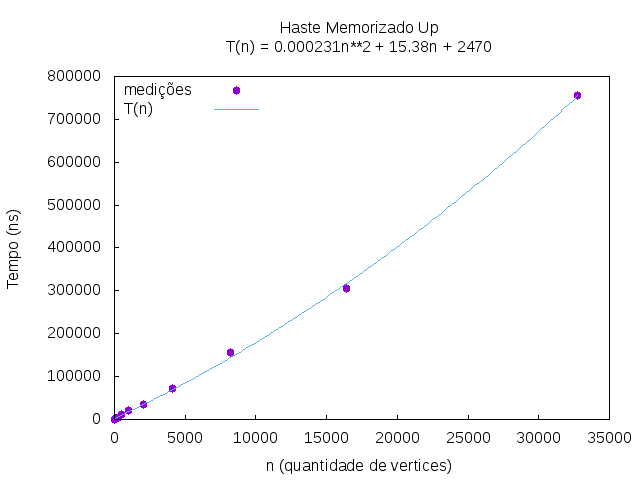 Haste Memorizado Up
T(n) = 0.000231n**2 + 15.38n + 2470
800000
700000
600000
500000
400000
300000
200000
100000
0
medições
T(n)
Tempo (ns)
0 5000 10000 15000 20000 25000 30000 35000
n (quantidade de vertices)